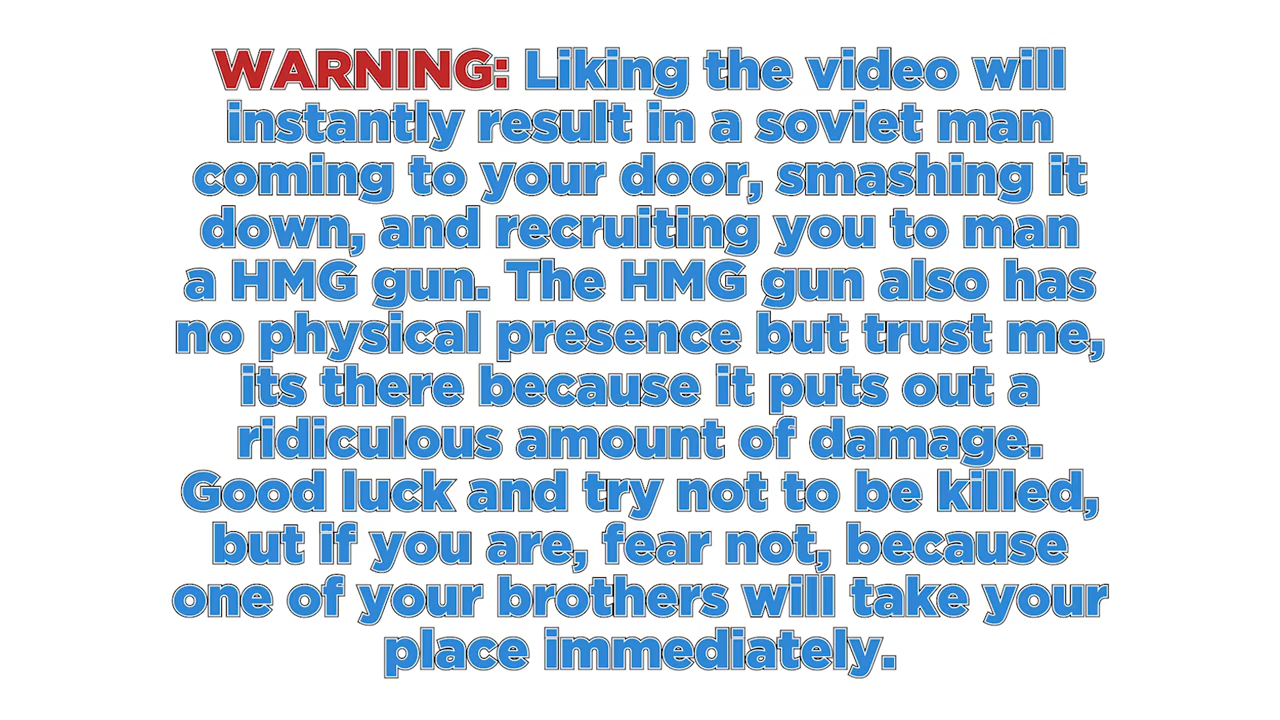 WARNING: Liking the video will
instantly result in a soviet man
coming to your door, smashing it
down, and recruiting you to man
a HMG gun. The HMG gun also has
no physical presence but trust me,
its there because it puts out a
ridiculous amount of damage.
Good luck and try not to be killed,
but if you are, fear not, because
one of your brothers will take your
place immediately.